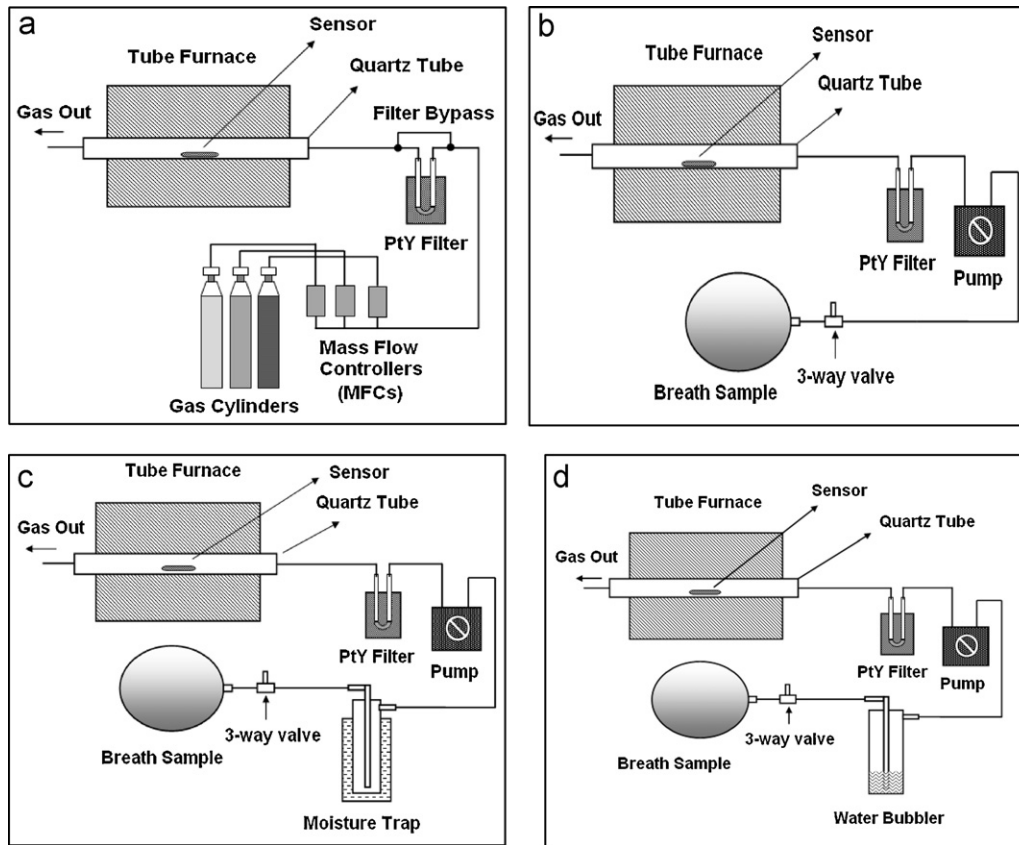 a
Sensor
Tube Furnace
Quartz Tube
Gas Out
Filter Bypass
PtY Filter
Mass Flow
Controllers
(MFCs)
Gas Cylinders
b
Sensor
Tube Furnace
Quartz Tube
Gas Out
PtY Filter
Pump
3-way valve
Breath Sample
c
Tube Furnace
Sensor
Quartz Tube
Gas Out
PtY Filter
Pump
3-way valve
Breath Sample
Moisture Trap
d
Sensor
Tube Furnace
Quartz Tube
Gas Out
PtY Filter
Pump
3-way valve
Breath Sample
Water Bubbler